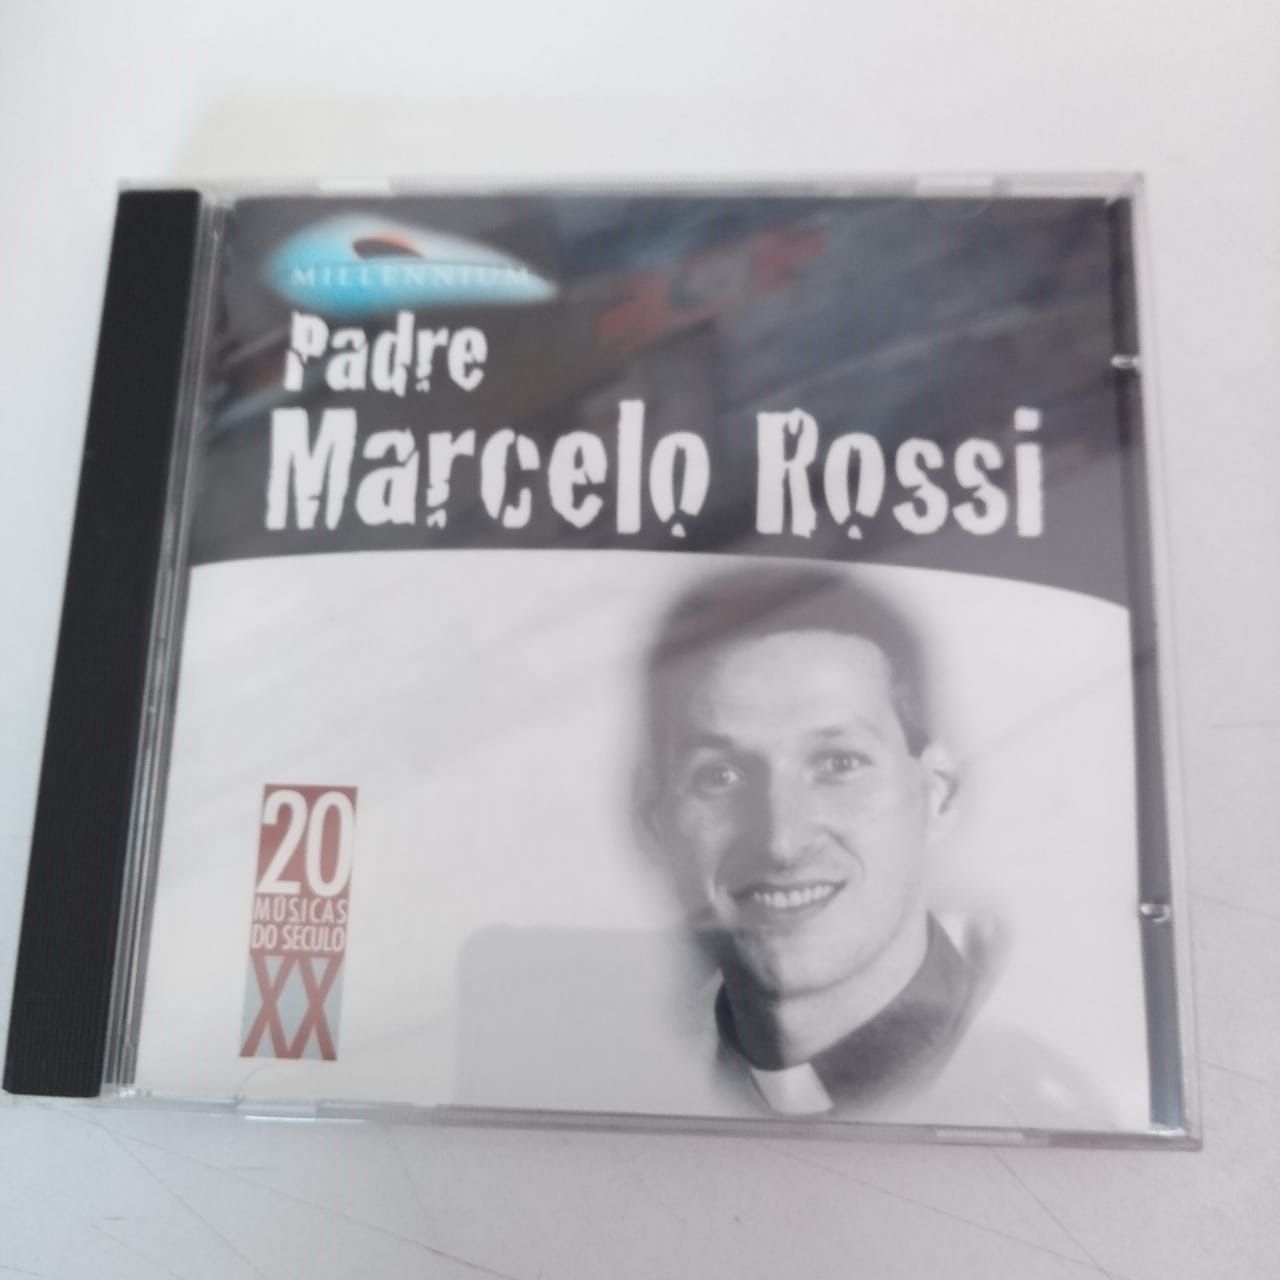 MILLENNIUM
Padre
Marcelo Rossi
20
MÚSICAS
DO SÉCULO
XX